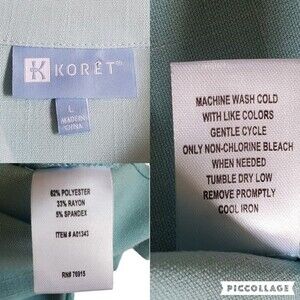 KORET
L
MADE IN
CHINA
MACHINE WASH COLD
WITH LIKE COLORS
GENTLE CYCLE
ONLY NON-CHLORINE BLEACH
WHEN NEEDED
TUMBLE DRY LOW
REMOVE PROMPTLY
COOL IRON
62% POLYESTER
33% RAYON
5% SPANDEX
ITEM # A01343
RN# 76915
PICCOLLAGE